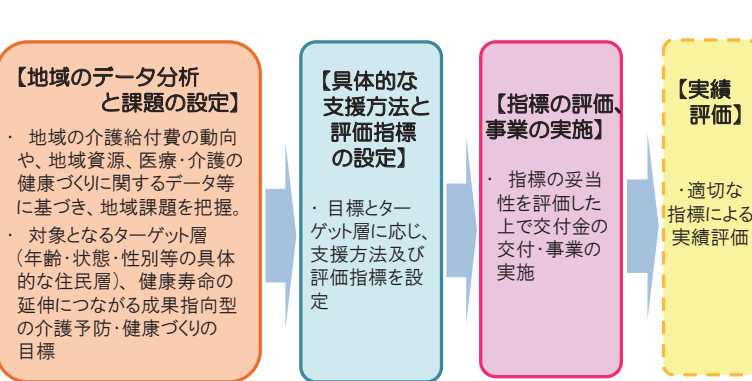 【地域のデータ分析
と課題の設定】
・ 地域の介護給付費の動向
や、地域資源、医療・介護の
健康づくりに関するデータ等
に基づき、地域課題を把握。
・ 対象となるターゲット層
（年齢・状態・性別等の具体
的な住民層）、健康寿命の
延伸につながる成果指向型
の介護予防・健康づくりの
目標
【具体的な
支援方法と
評価指標
の設定】
・ 目標とター
ゲット層に応じ、
支援方法及び
評価指標を設
定
【指標の評価、
事業の実施】
・ 指標の妥当
性を評価した
上で交付金の
交付・事業の
実施
【実績
評価】
・適切な
指標による
実績評価